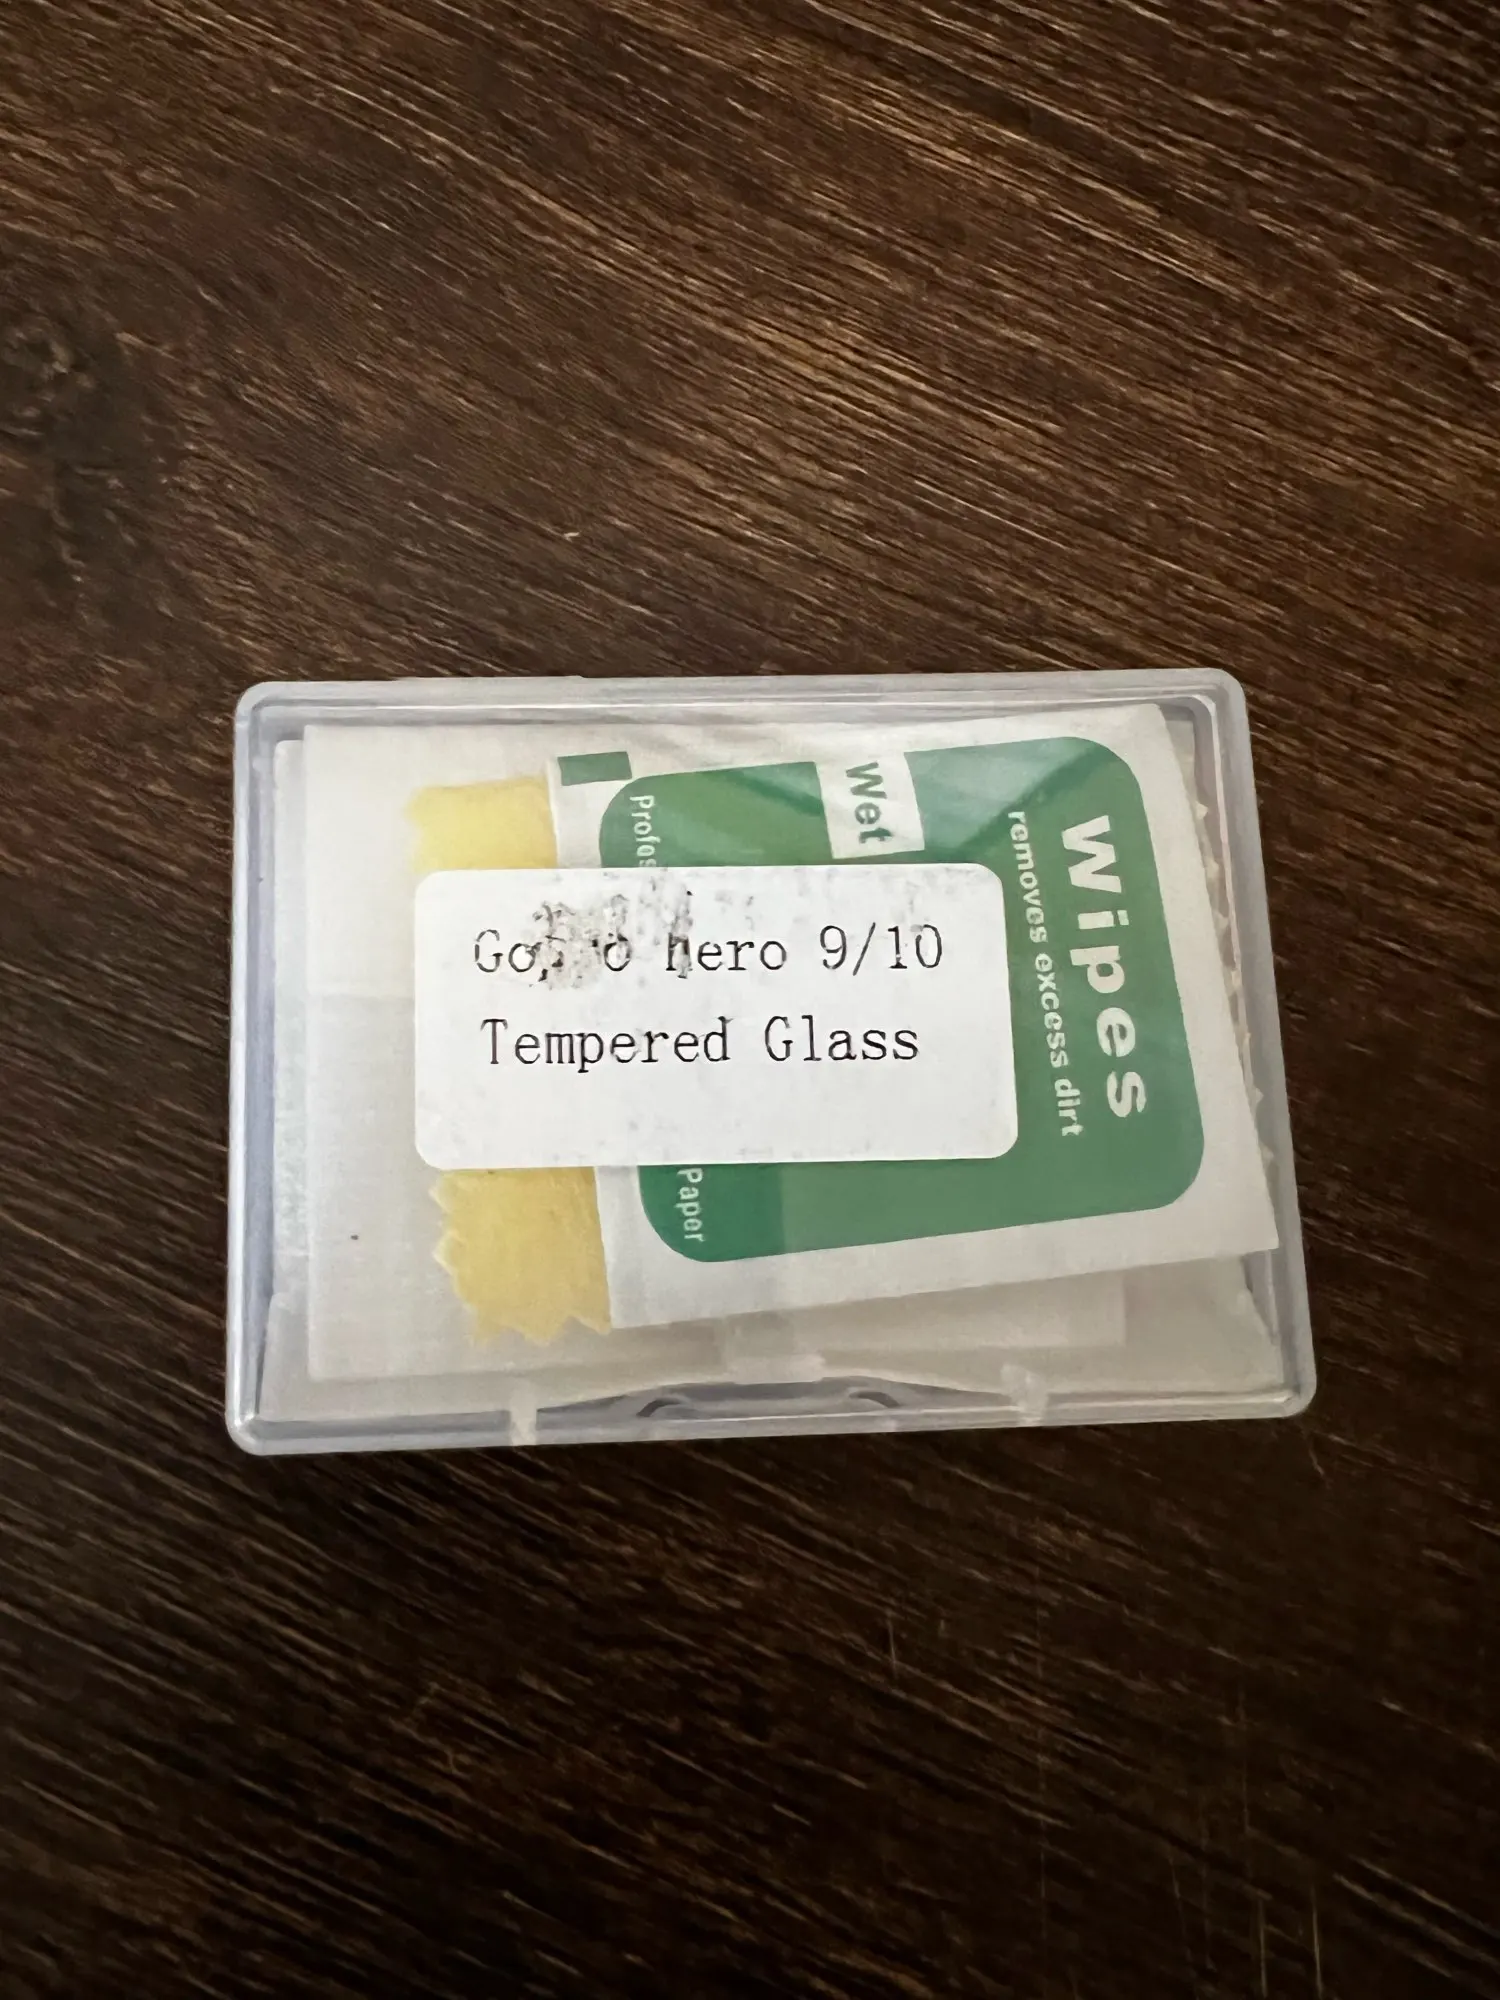 hero 9/10
Tempered Glass
Wet
Wipes
removes excess dirt
Paper